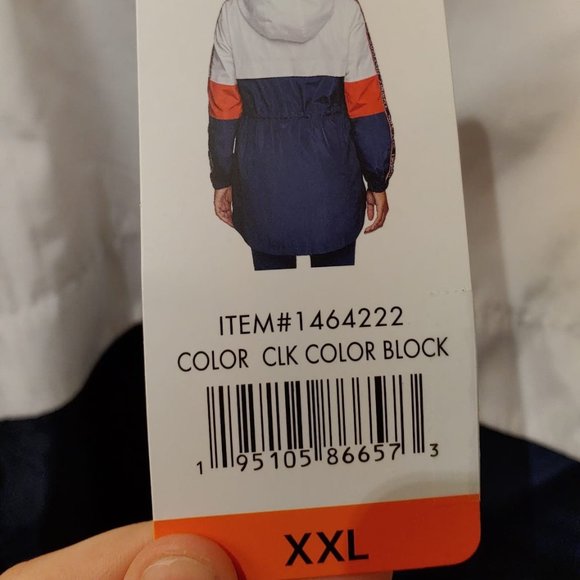 ITEM#1464222
COLOR CLK COLOR BLOCK
1 95105 86657 3
XXL